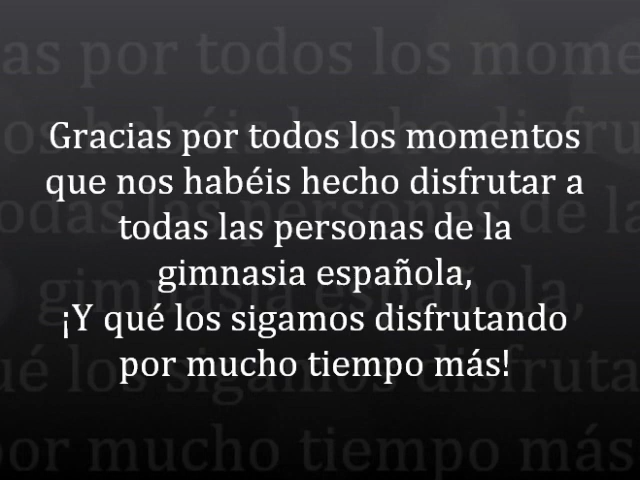 Gracias por todos los momentos
que nos habéis hecho disfrutar a
todas las personas de la
gimnasia española,
¡Y qué los sigamos disfrutando
por mucho tiempo más!